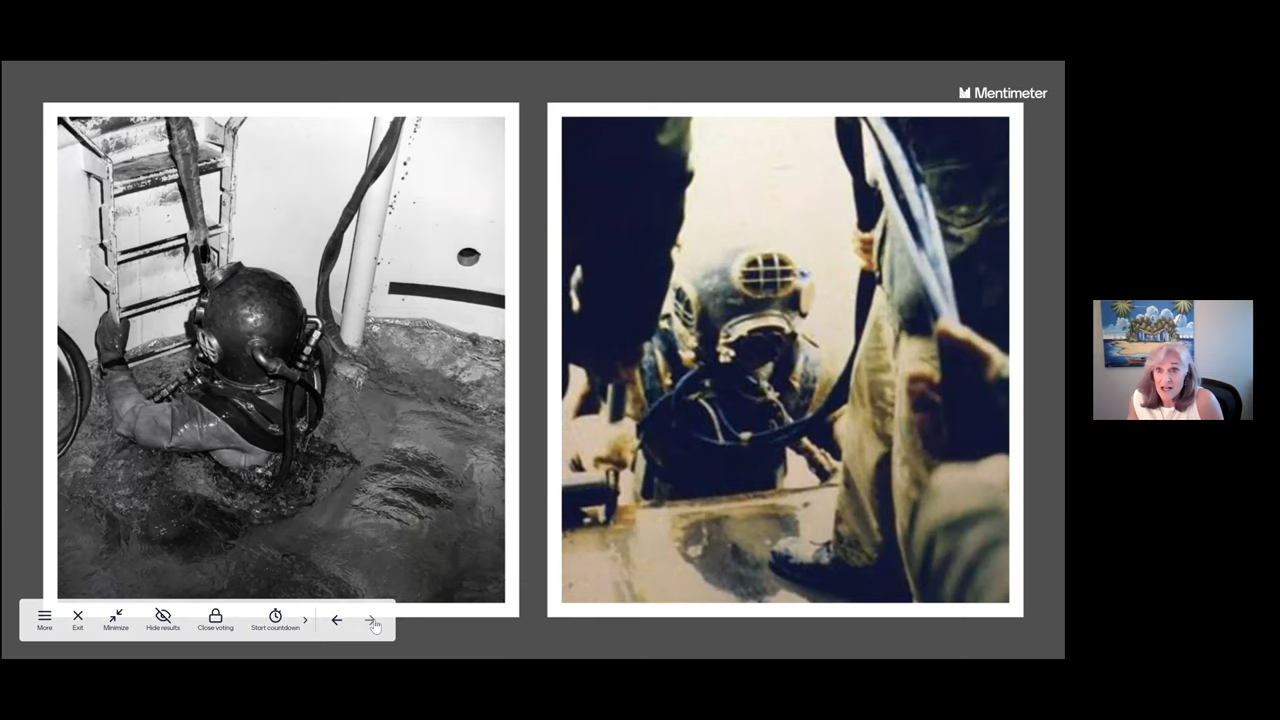 Mentimeter
More
Exit
Minimize
Hide results
Close voting
Start countdown